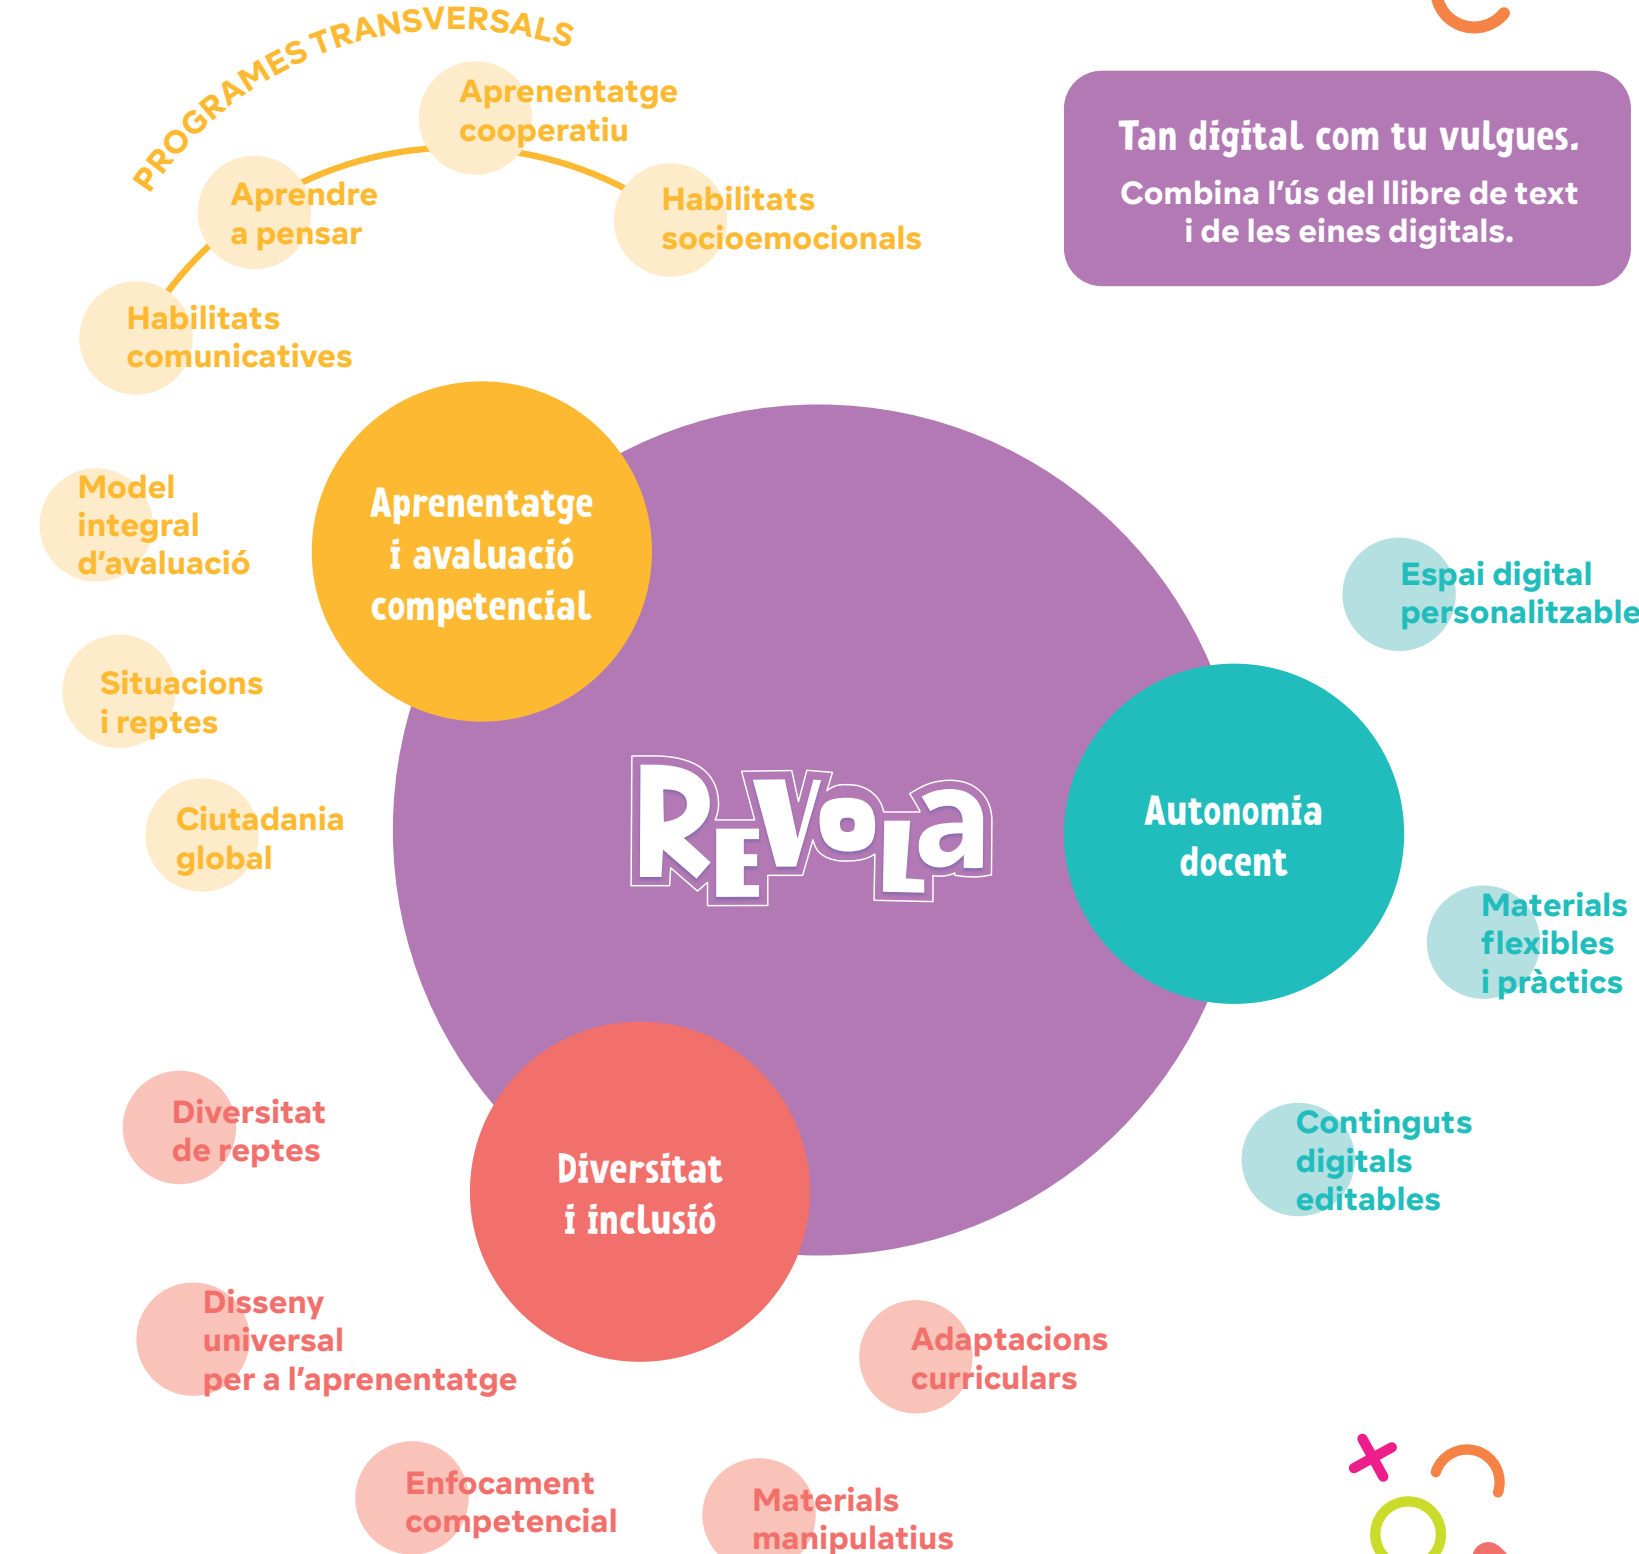 PROGRAMES TRANSVERSALS
Aprenentatge
cooperatiu
Aprendre
a pensar
Habilitats
socioemocionals
Habilitats
comunicatives
Tan digital com tu vulgues.
Combina l’ús del llibre de text
i de les eines digitals.
Model
integral
d’avaluació
Situacions
i reptes
Ciutadania
global
Aprenentatge
i avaluació
competencial
REVOLA
Autonomia
docent
Espai digital
personalitzable
Materials
flexibles
i pràctics
Continguts
digitals
editables
Diversitat
i inclusió
Diversitat
de reptes
Disseny
universal
per a l’aprenentatge
Enfocament
competencial
Materials
manipulatius
Adaptacions
curriculars